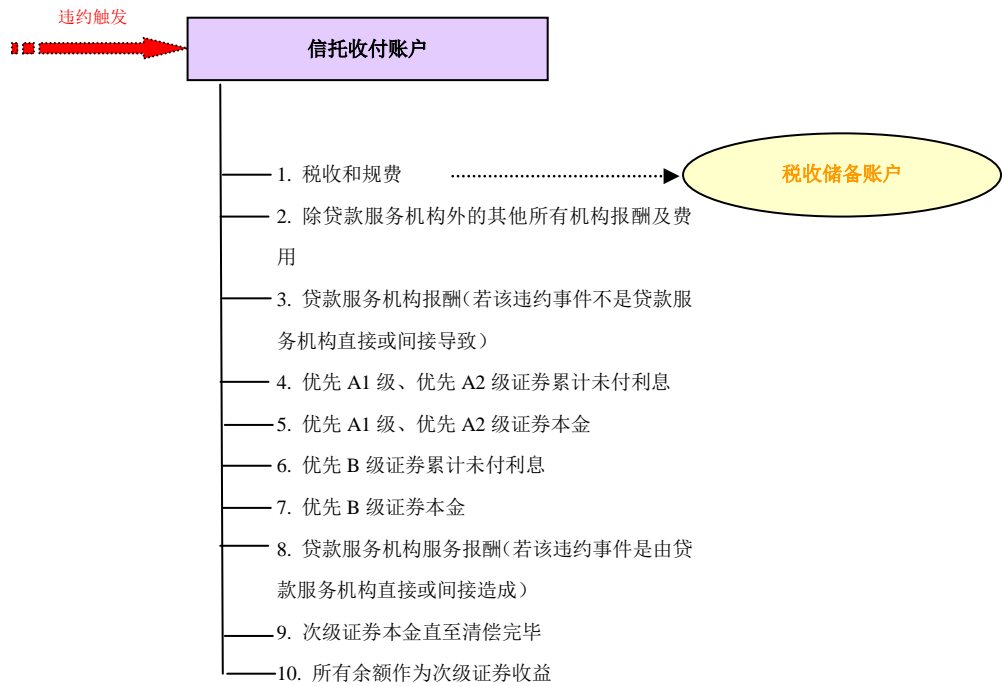 违约触发
信托收付账户
税收储备账户
1. 税收和规费
2. 除贷款服务机构外的其他所有机构报酬及费
用
3. 贷款服务机构报酬（若该违约事件不是贷款服
务机构直接或间接导致）
4. 优先 A1 级、优先 A2 级证券累计未付利息
5. 优先 A1 级、优先 A2 级证券本金
6. 优先 B 级证券累计未付利息
7. 优先 B 级证券本金
8. 贷款服务机构服务报酬（若该违约事件是由贷
款服务机构直接或间接造成）
9. 次级证券本金直至清偿完毕
10. 所有余额作为次级证券收益